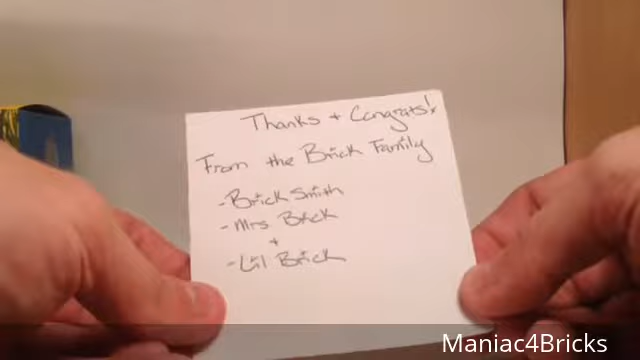 Thanks + Congrats!
From the Brick Family
- Brick Smith
- Mrs Brick
+
- Lil Brick
Maniac4Bricks